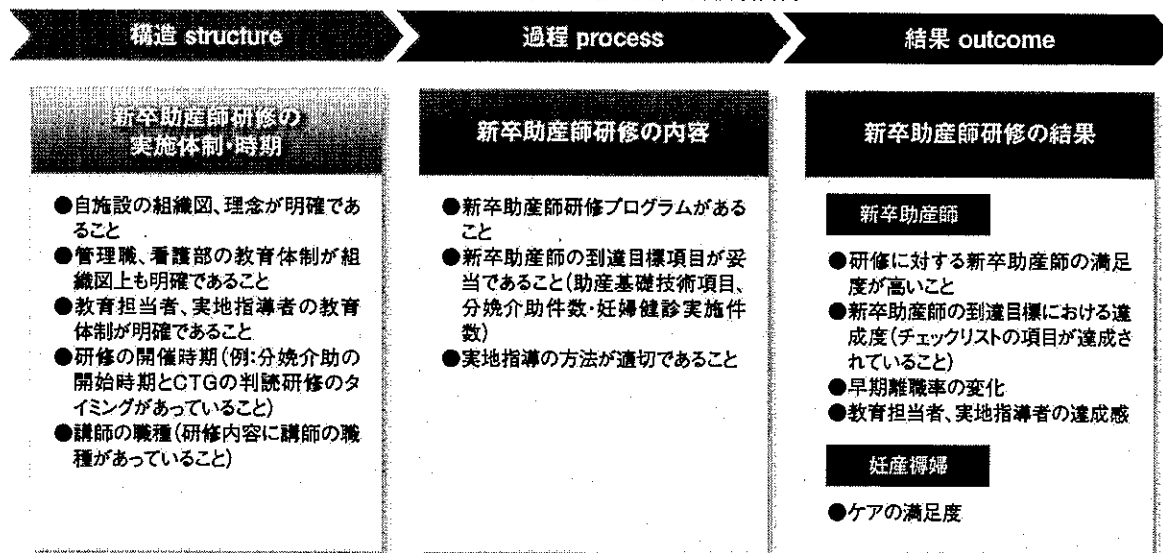 構造 structure
過程 process
結果 outcome
新卒助産師研修の
実施体制・時期
●自施設の組織図、理念が明確であ
ること
●管理職、看護部の教育体制が組
織図上も明確であること
●教育担当者、実地指導者の教育
体制が明確であること
●研修の開催時期(例:分娩介助の
開始時期とCTGの判読研修のタ
イミングがあっていること)
●講師の職種(研修内容に講師の職
種があっていること)
新卒助産師研修の内容
●新卒助産師研修プログラムがある
こと
●新卒助産師の到達目標項目が妥
当であること(助産基礎技術項目、
分娩介助件数・妊婦健診実施件
数)
●実地指導の方法が適切であること
新卒助産師研修の結果
新卒助産師
●研修に対する新卒助産師の満足
度が高いこと
●新卒助産師の到達目標における達
成度(チェックリストの項目が達成さ
れていること)
●早期離職率の変化
●教育担当者、実地指導者の達成感
妊産褥婦
●ケアの満足度